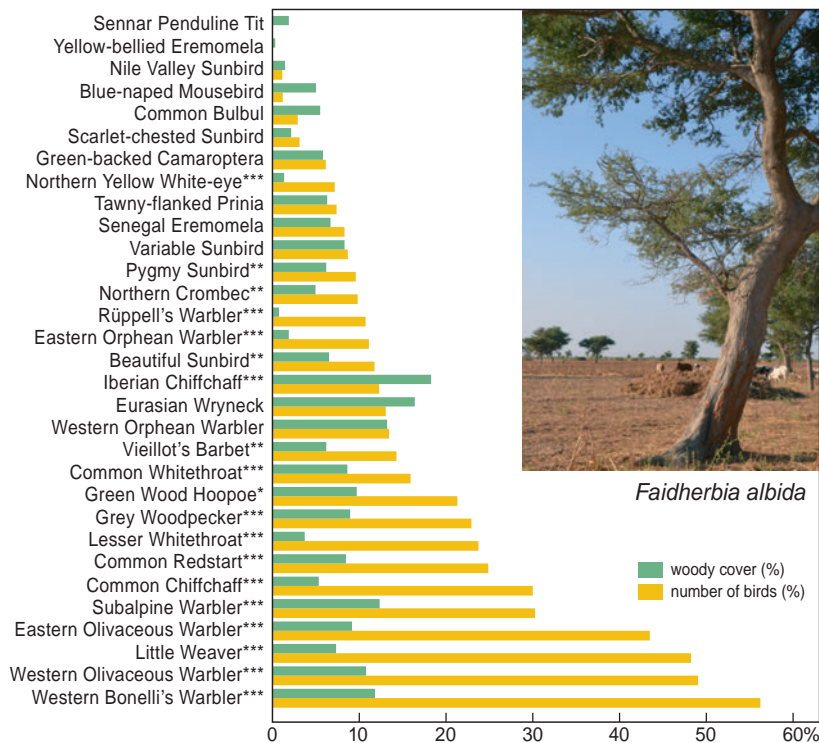 Sennar Penduline Tit
Yellow-bellied Eremomela
Nile Valley Sunbird
Blue-naped Mousebird
Common Bulbul
Scarlet-chested Sunbird
Green-backed Camaroptera
Northern Yellow White-eye***
Tawny-flanked Prinia
Senegal Eremomela
Variable Sunbird
Pygmy Sunbird**
Northern Crombec**
Rüppell's Warbler***
Eastern Orphean Warbler***
Beautiful Sunbird**
Iberian Chiffchaff***
Eurasian Wryneck
Western Orphean Warbler
Vieillot's Barbet**
Common Whitethroat***
Green Wood Hoopoe*
Grey Woodpecker***
Lesser Whitethroat***
Common Redstart***
Common Chiffchaff***
Subalpine Warbler***
Eastern Olivaceous Warbler***
Little Weaver***
Western Olivaceous Warbler***
Western Bonelli's Warbler***
Faidherbia albida
woody cover (%)
number of birds (%)
0 10 20 30 40 50 60%